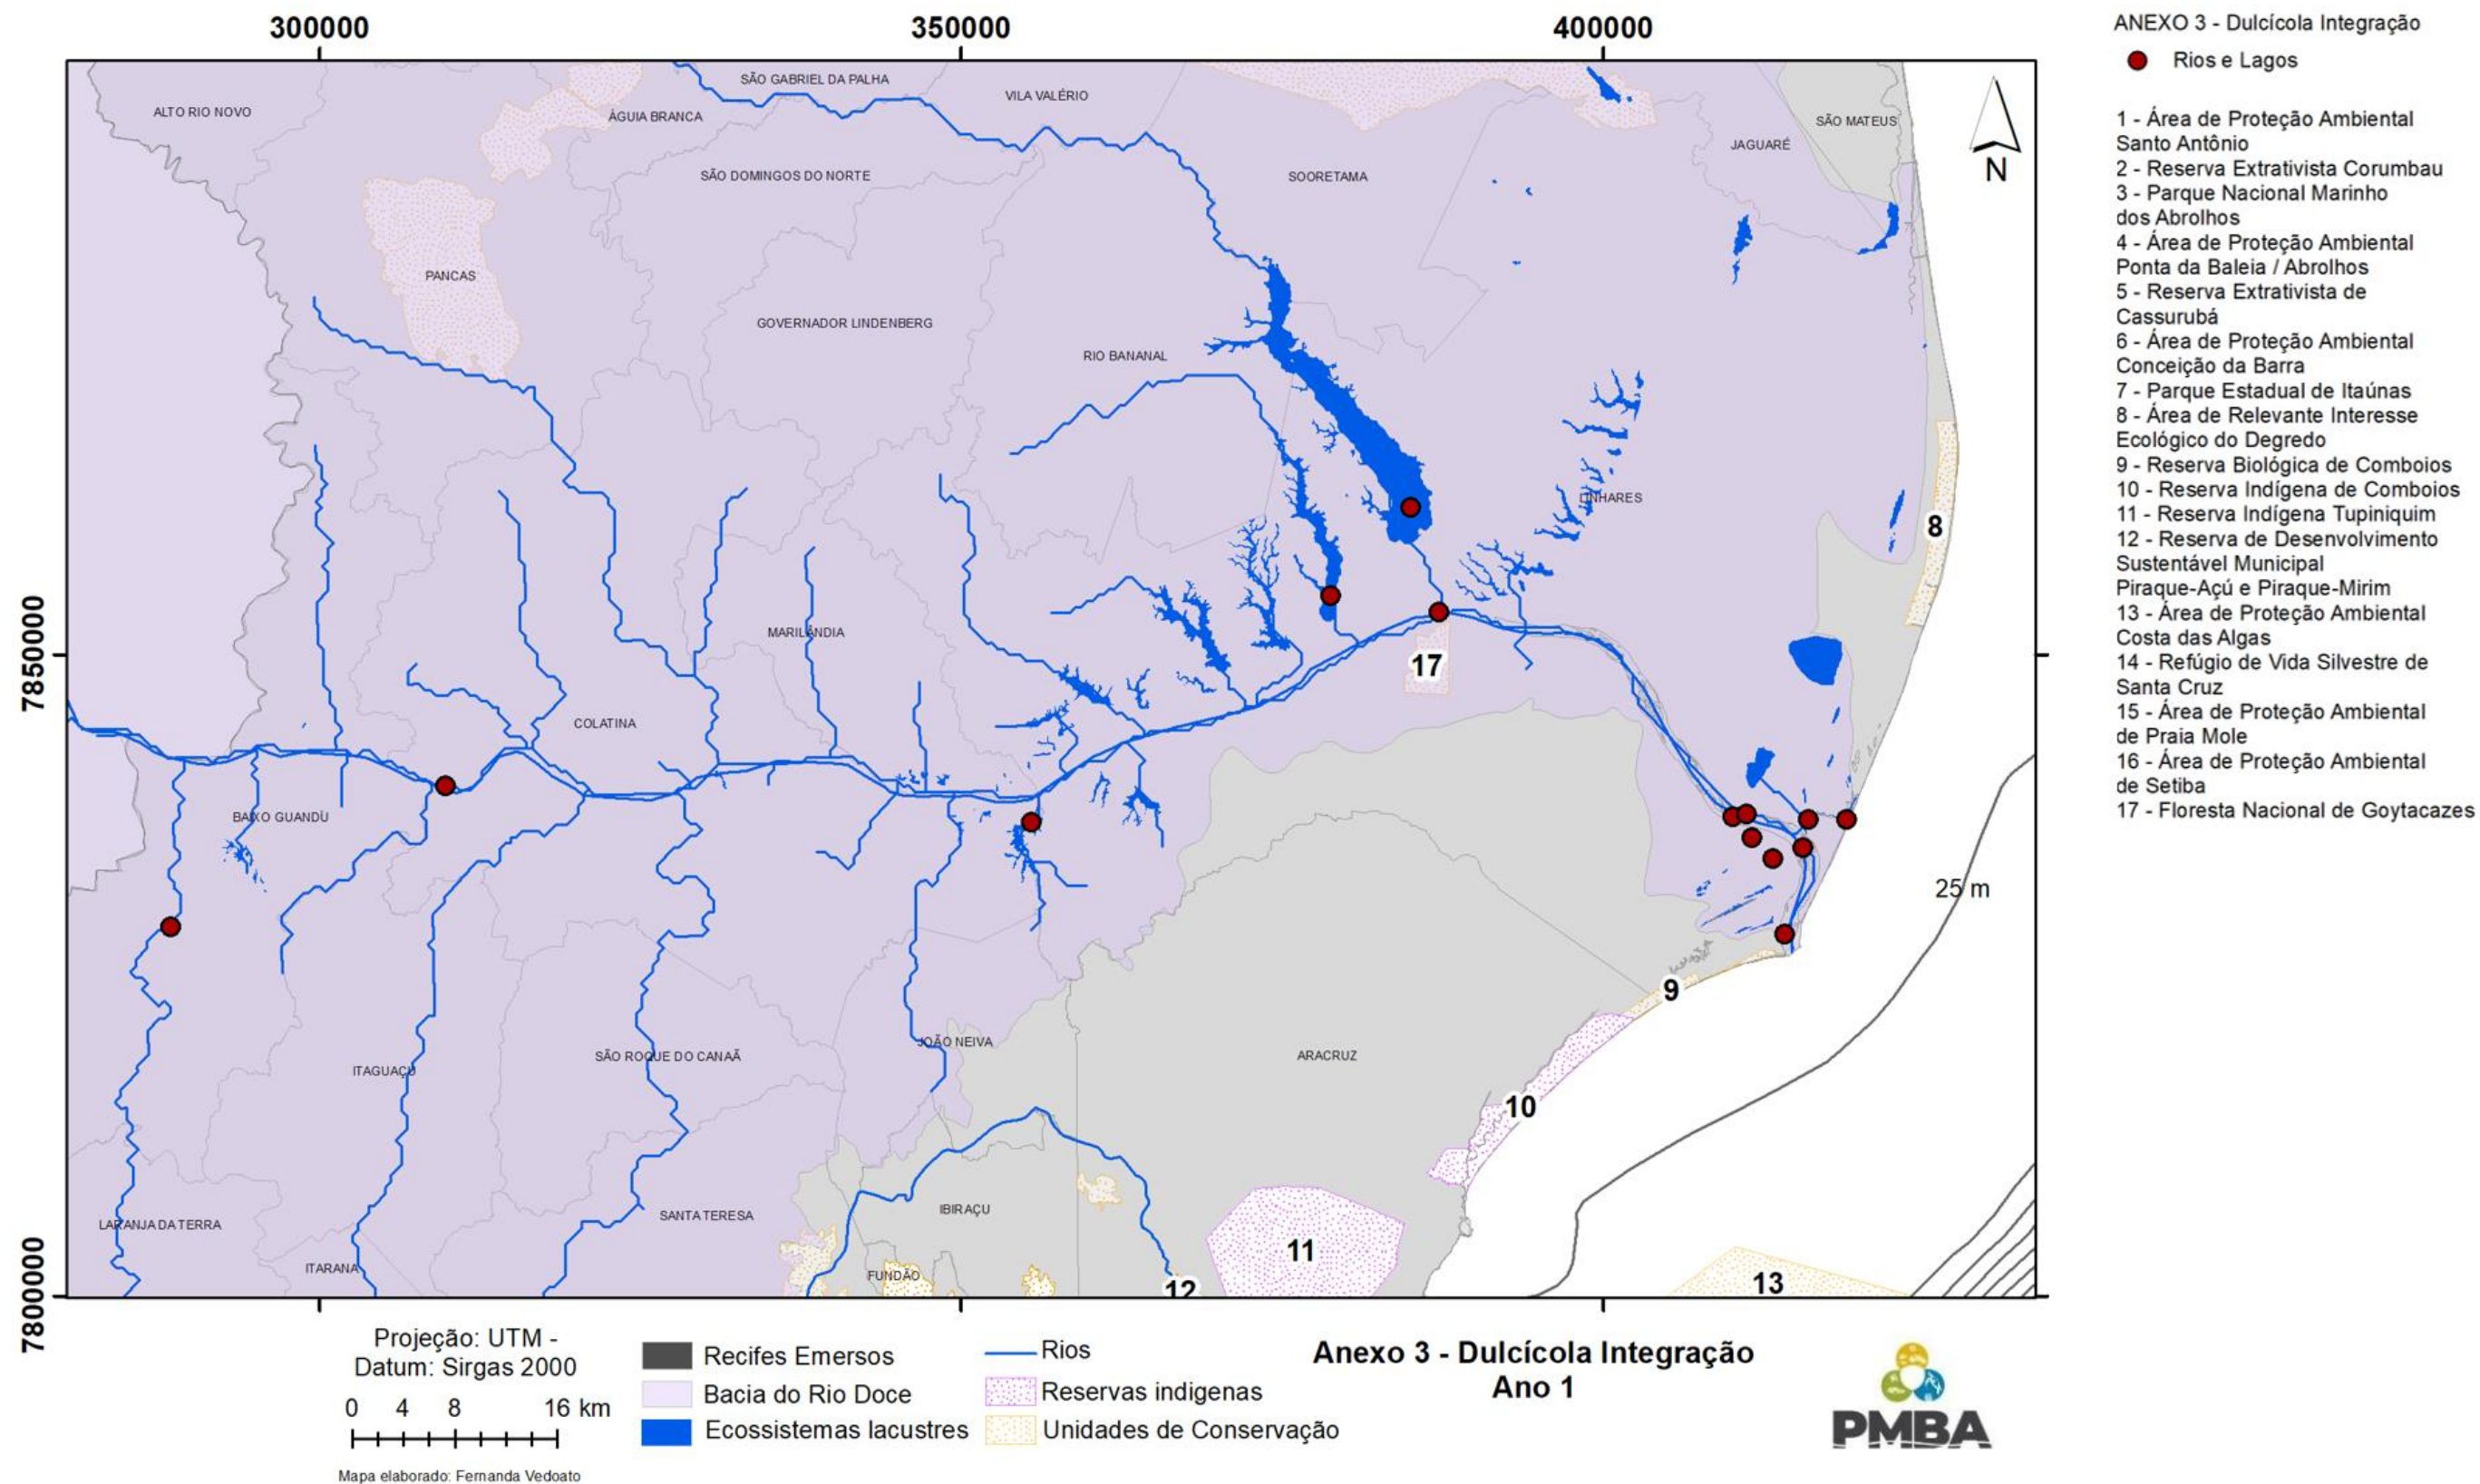 300000
350000
400000
7850000
7800000
ALTO RIO NOVO
ÁGUIA BRANCA
SÃO GABRIEL DA PALHA
VILA VALÉRIO
SÃO MATEUS
JAGUARÉ
SÃO DOMINGOS DO NORTE
SOORETAMA
PANCAS
GOVERNADOR LINDENBERG
RIO BANANAL
LINHARES
8
MARILÂNDIA
17
COLATINA
BAIXO GUANDÙ
25 m
9
JOÃO NEIVA
SÃO ROQUE DO CANAÃ
ARACRUZ
ITAGUAÇU
10
LARANJA DA TERRA
SANTA TERESA
IBIRAÇU
11
ITARANA
FUNDÃO
12
13
N
ANEXO 3 - Dulcícola Integração
Rios e Lagos
1 - Área de Proteção Ambiental
Santo Antônio
2 - Reserva Extrativista Corumbau
3 - Parque Nacional Marinho
dos Abrolhos
4 - Área de Proteção Ambiental
Ponta da Baleia / Abrolhos
5 - Reserva Extrativista de
Cassurubá
6 - Área de Proteção Ambiental
Conceição da Barra
7 - Parque Estadual de Itaúnas
8 - Área de Relevante Interesse
Ecológico do Degredo
9 - Reserva Biológica de Comboios
10 - Reserva Indígena de Comboios
11 - Reserva Indígena Tupiniquim
12 - Reserva de Desenvolvimento
Sustentável Municipal
Piraque-Açú e Piraque-Mirim
13 - Área de Proteção Ambiental
Costa das Algas
14 - Refúgio de Vida Silvestre de
Santa Cruz
15 - Área de Proteção Ambiental
de Praia Mole
16 - Área de Proteção Ambiental
de Setiba
17 - Floresta Nacional de Goytacazes
Projeção: UTM -
Datum: Sirgas 2000
0 4 8 16 km
Mapa elaborado: Fernanda Vedoato
Recifes Emersos
Bacia do Rio Doce
Ecossistemas lacustres
Rios
Reservas indigenas
Unidades de Conservação
Anexo 3 - Dulcícola Integração
Ano 1
PMBA